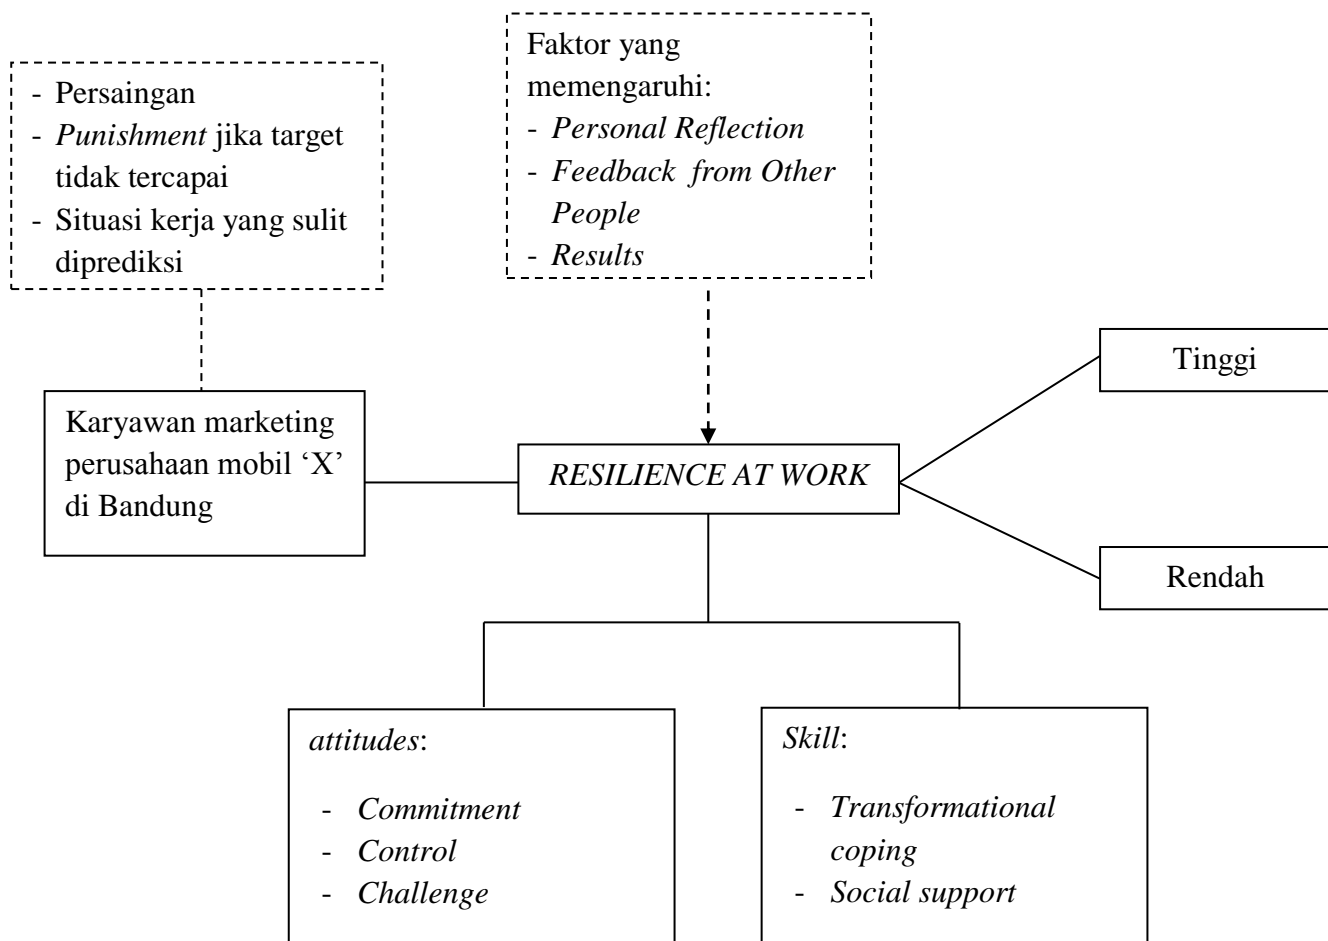 - Persaingan
- Punishment jika target
tidak tercapai
- Situasi kerja yang sulit
diprediksi
Faktor yang
memengaruhi:
- Personal Reflection
- Feedback from Other
People
- Results
Tinggi
Karyawan marketing
perusahaan mobil ‘X’
di Bandung
RESILIENCE AT WORK
Rendah
attitudes:
- Commitment
- Control
- Challenge
Skill:
- Transformational
coping
- Social support